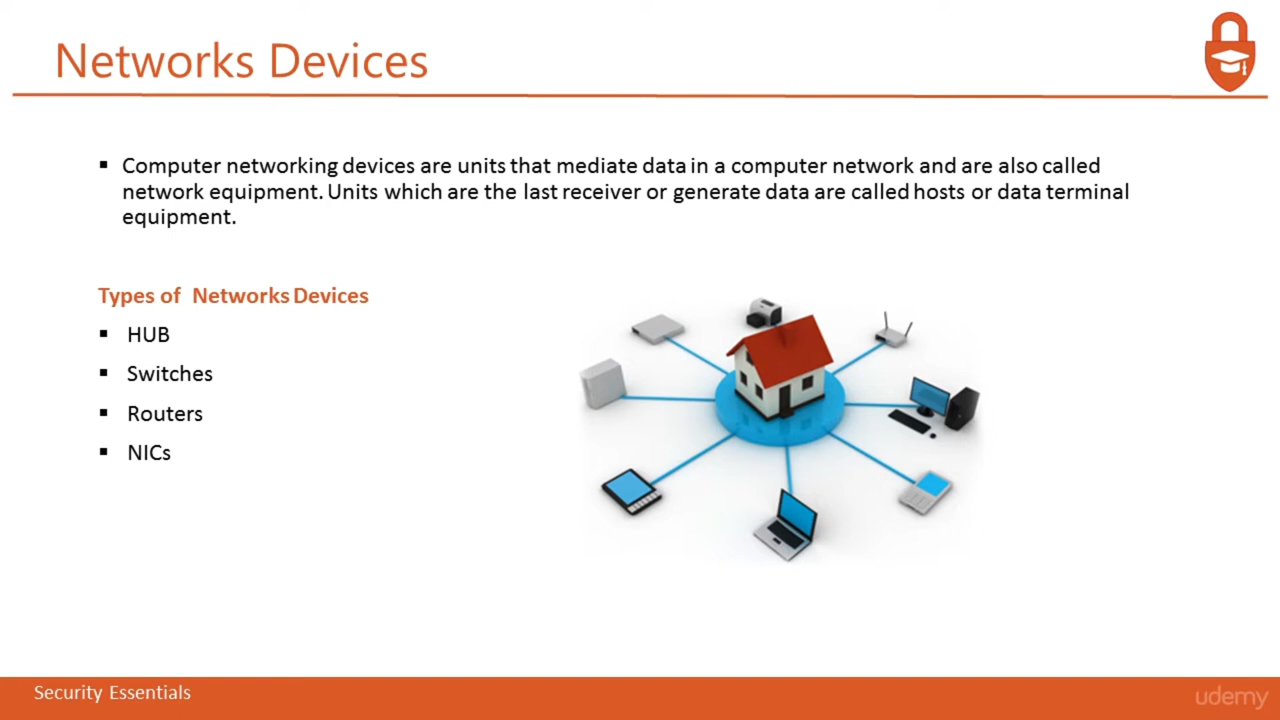 Networks Devices
▪ Computer networking devices are units that mediate data in a computer network and are also called
network equipment. Units which are the last receiver or generate data are called hosts or data terminal
equipment.
Types of Networks Devices
▪ HUB
▪ Switches
▪ Routers
▪ NICs
Security Essentials
udemy